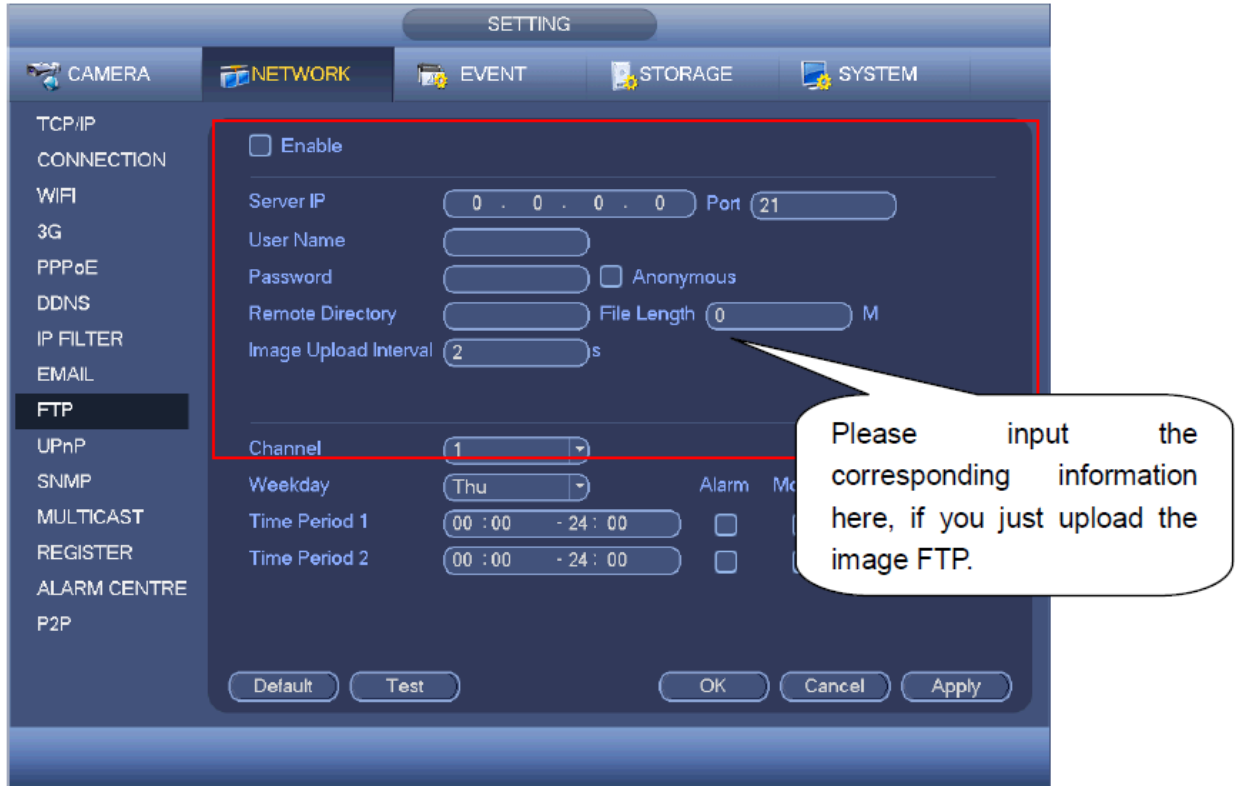 SETTING
CAMERA NETWORK EVENT STORAGE SYSTEM
TCP/IP
CONNECTION
WIFI
3G
PPPoE
DDNS
IP FILTER
EMAIL
FTP
UPnP
SNMP
MULTICAST
REGISTER
ALARM CENTRE
P2P
Enable
Server IP 0 . 0 . 0 . 0 Port 21
User Name
Password Anonymous
Remote Directory File Length 0 M
Image Upload Interval 2 s
Channel 1
Weekday Thu Alarm
Time Period 1 00 : 00 - 24 : 00
Time Period 2 00 : 00 - 24 : 00
Please input the
corresponding information
here, if you just upload the
image FTP.
Default Test OK Cancel Apply